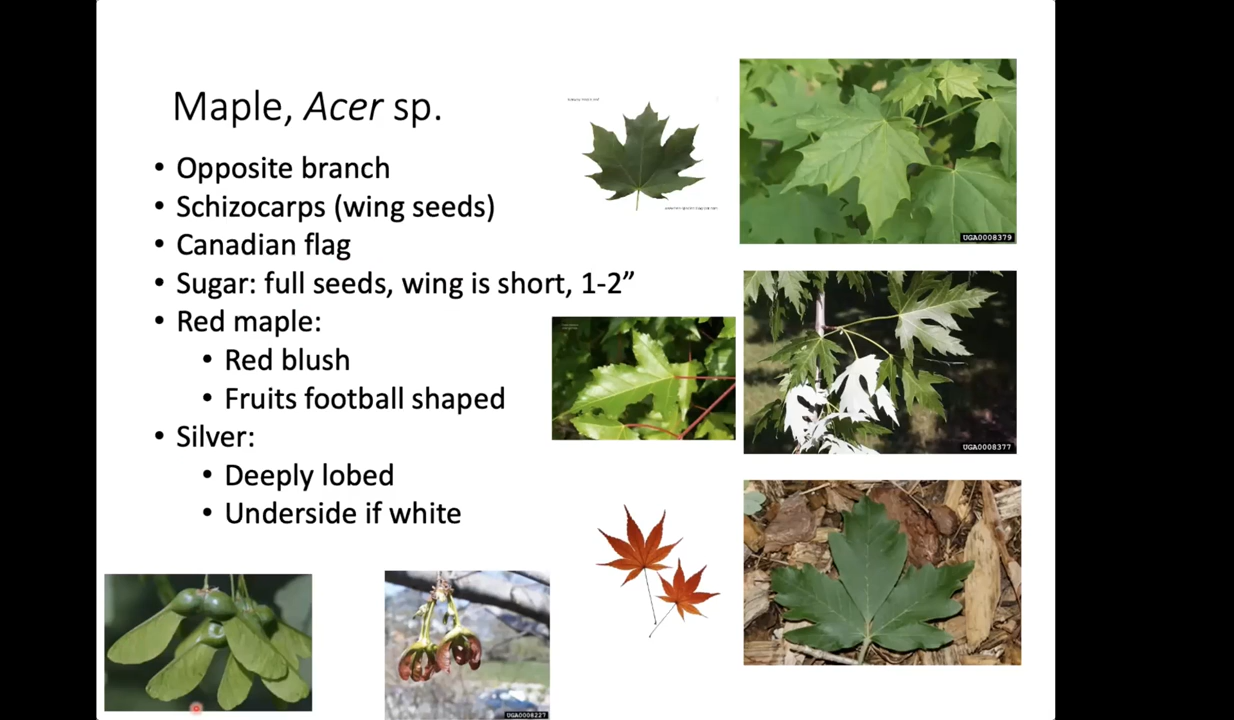 Maple, Acer sp.
• Opposite branch
• Schizocarps (wing seeds)
• Canadian flag
• Sugar: full seeds, wing is short, 1-2”
• Red maple:
• Red blush
• Fruits football shaped
• Silver:
• Deeply lobed
• Underside if white
UGA0008379
UGA0008377
UGA0008227